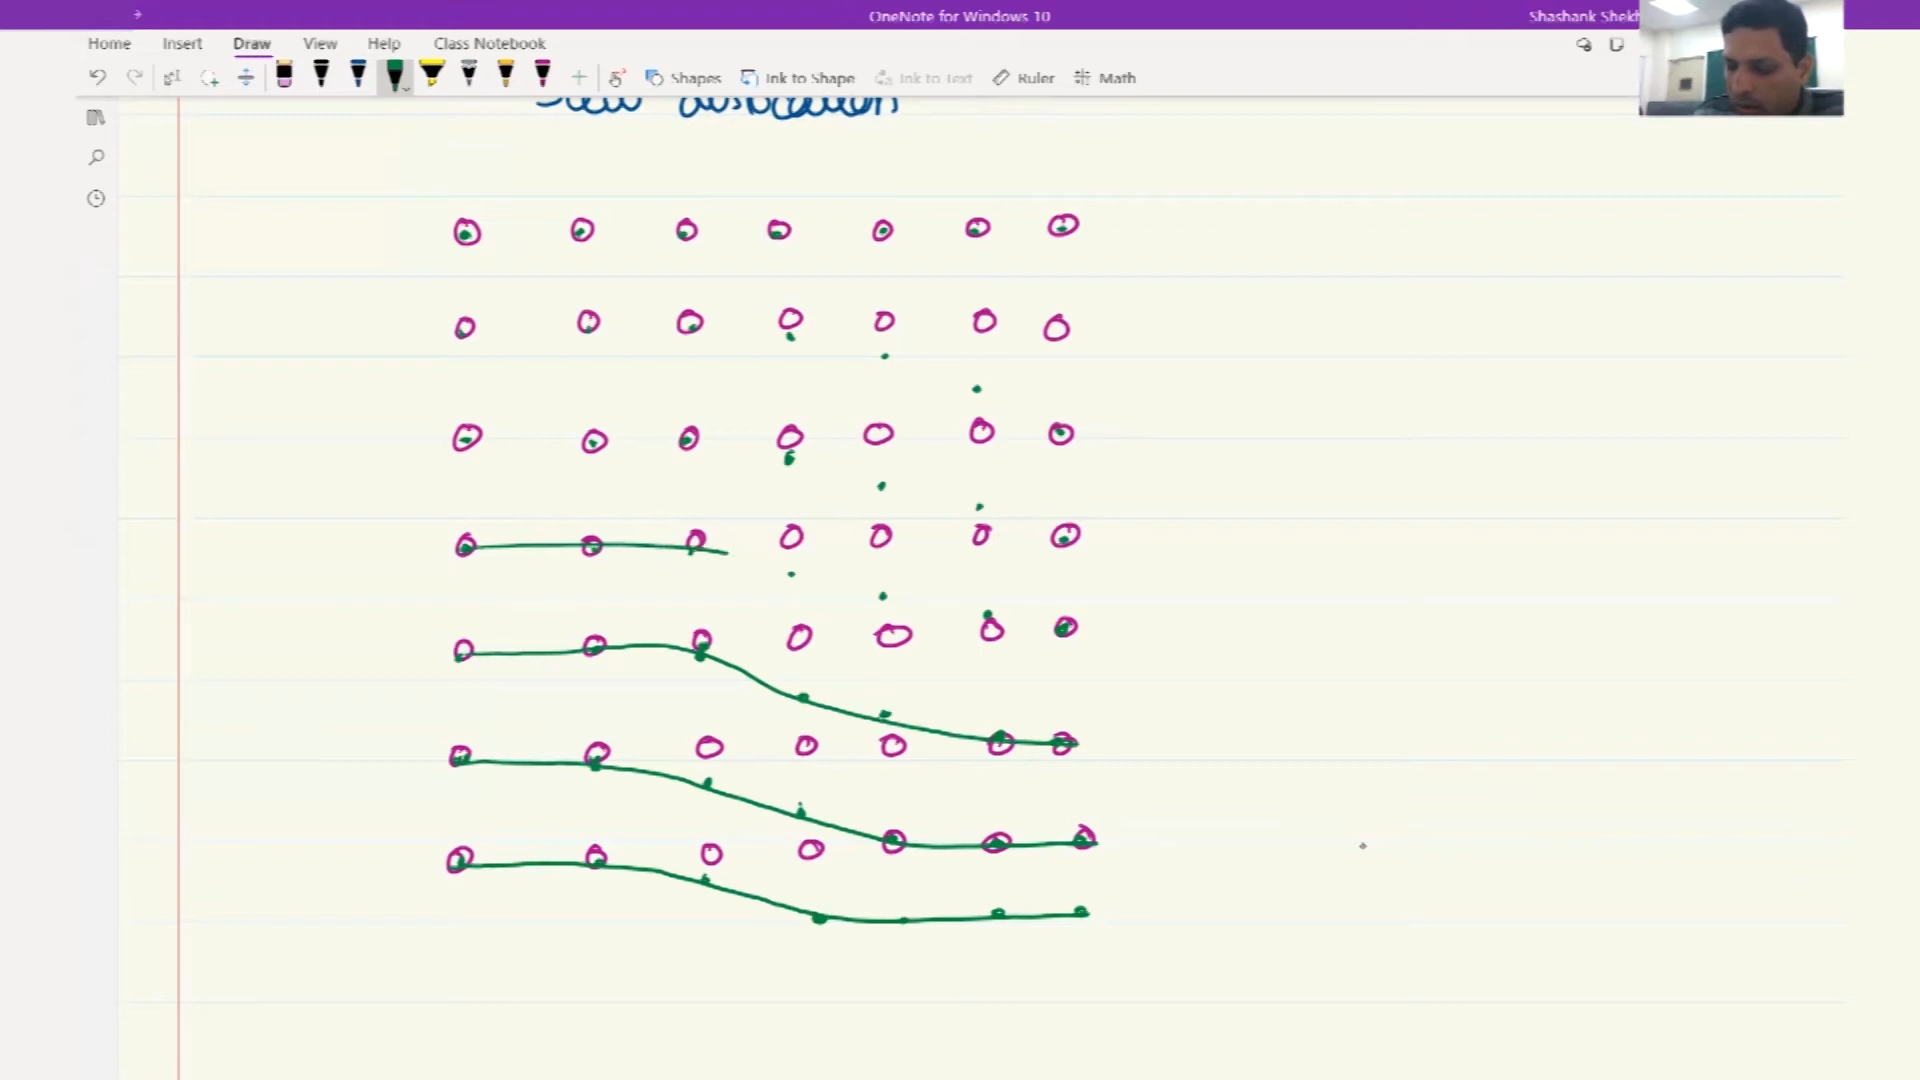 OneNote for Windows 10
Shashank Shekh
Home Insert Draw View Help Class Notebook
Shapes Ink to Shape Ink to Text Ruler Math
dislocation